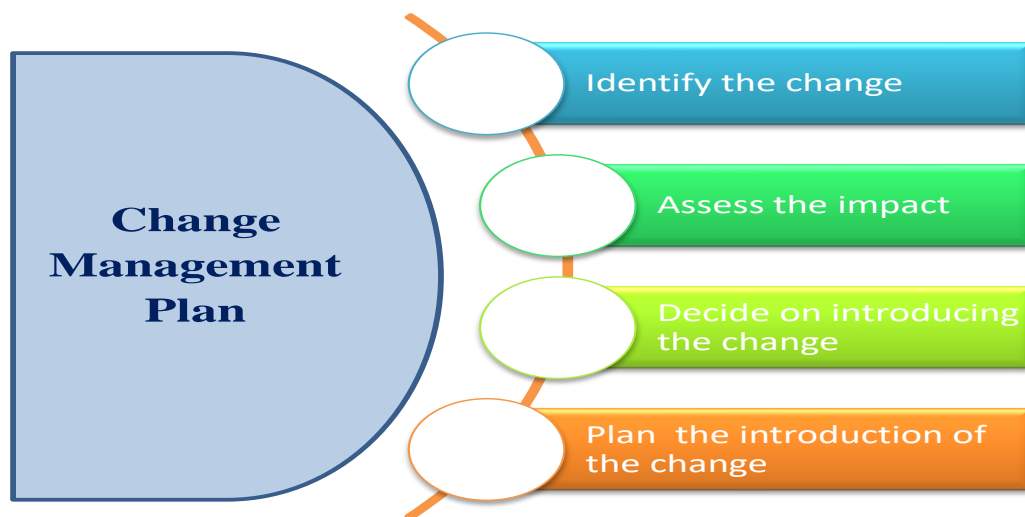 Change
Management
Plan
Identify the change
Assess the impact
Decide on introducing
the change
Plan  the introduction of
the change